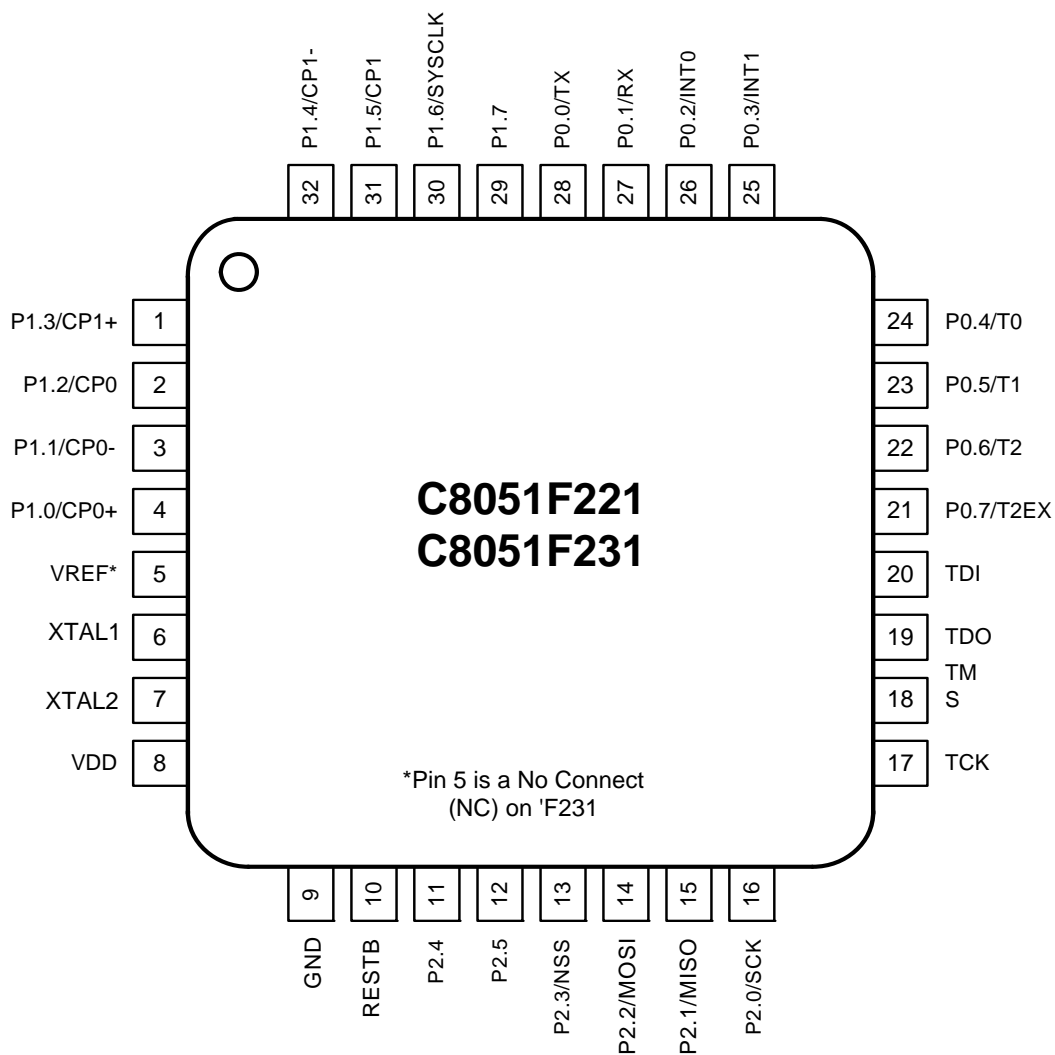 P1.4/CP1-
P1.5/CP1
P1.6/SYSCLK
P1.7
P0.0/TX
P0.1/RX
P0.2/INT0
P0.3/INT1
32
31
30
29
28
27
26
25
P1.3/CP1+ 1
P1.2/CP0 2
P1.1/CP0- 3
P1.0/CP0+ 4
VREF* 5
XTAL1 6
XTAL2 7
VDD 8
C8051F221
C8051F231
*Pin 5 is a No Connect
(NC) on 'F231
24 P0.4/T0
23 P0.5/T1
22 P0.6/T2
21 P0.7/T2EX
20 TDI
19 TDO
18 TM
S
17 TCK
9
10
11
12
13
14
15
16
GND
RESTB
P2.4
P2.5
P2.3/NSS
P2.2/MOSI
P2.1/MISO
P2.0/SCK